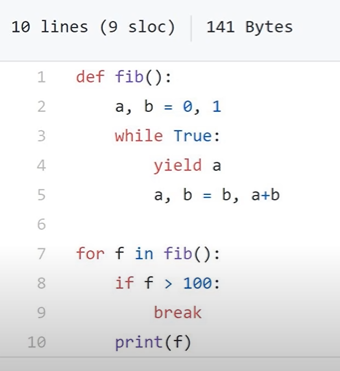 10 lines (9 sloc) 141 Bytes
1 def fib():
2     a, b = 0, 1
3     while True:
4         yield a
5         a, b = b, a+b
6
7 for f in fib():
8     if f > 100:
9         break
10     print(f)